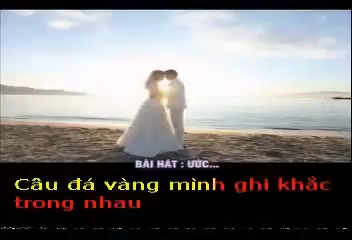 BÀI HÁT : ƯỚC...
Câu đá vàng mình ghi khắc
trong nhau